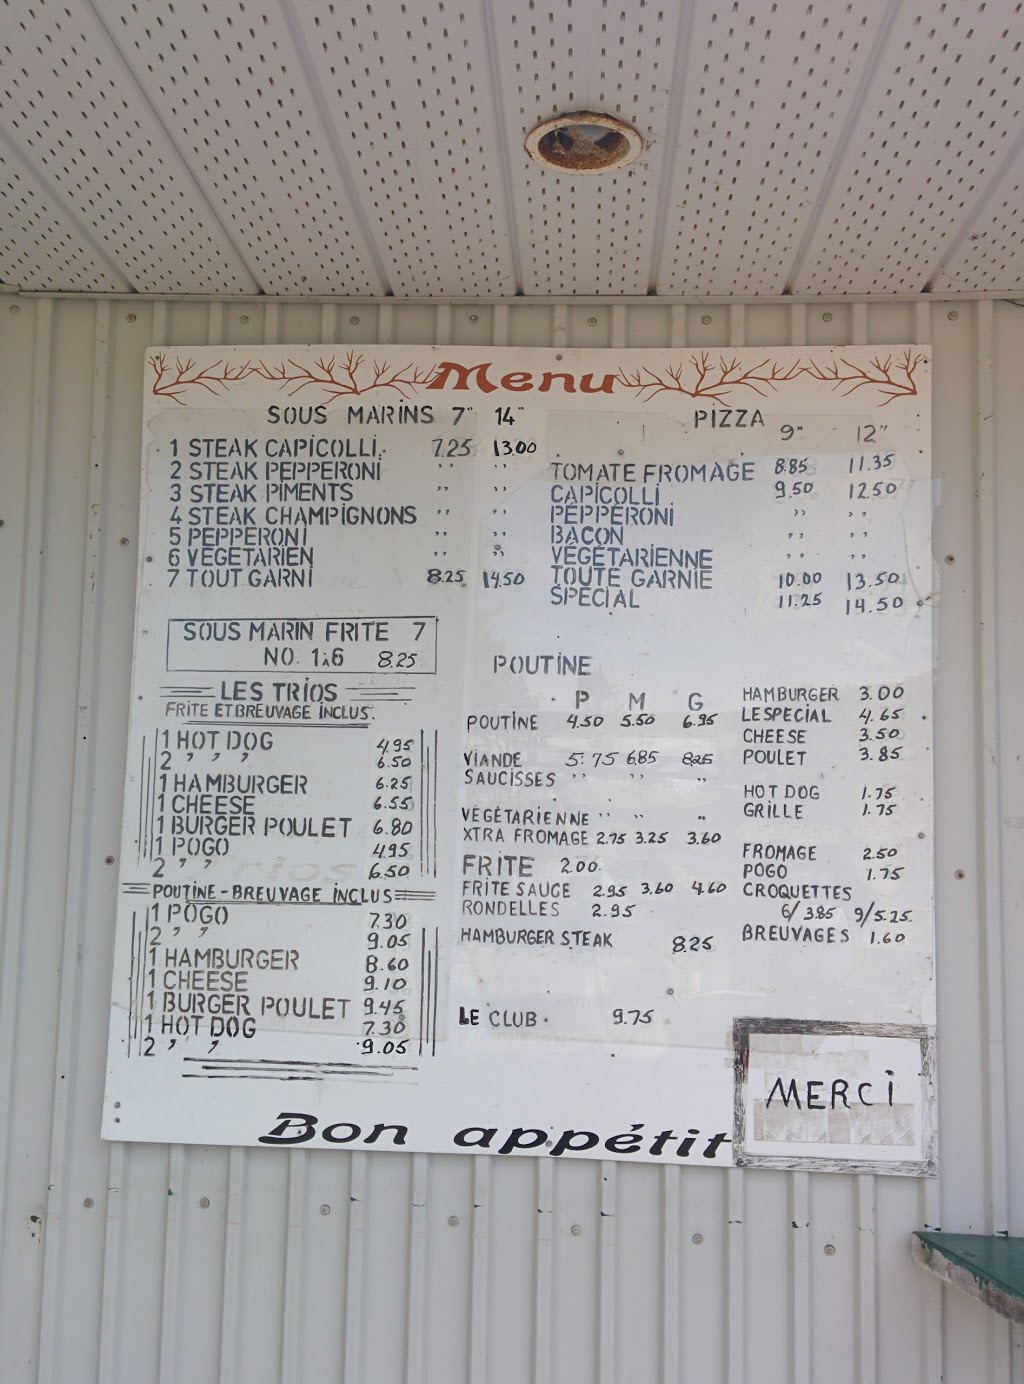 Menu
SOUS MARINS 7" 14"
1 STEAK CAPICOLLI. 7.25 13.00
2 STEAK PEPPERONI " "
3 STEAK PIMENTS " "
4 STEAK CHAMPIGNONS " "
5 PEPPERONI " "
6 VÉGÉTARIEN " "
7 TOUT GARNI 8.25 14.50
SOUS MARIN FRITE 7
NO. 1à6 8.25
LES TRIOS
FRITE ET BREUVAGE INCLUS.
1 HOT DOG 4.95
2 " " " 6.50
1 HAMBURGER 6.25
1 CHEESE 6.55
1 BURGER POULET 6.80
1 POGO 4.95
2 " " 6.50
POUTINE-BREUVAGE INCLUS
1 POGO 7.30
2 " " 9.05
1 HAMBURGER 8.60
1 CHEESE 9.10
1 BURGER POULET 9.45
1 HOT DOG 7.30
2 " " 9.05
PIZZA
9" 12"
TOMATE FROMAGE 8.85 11.35
CAPICOLLI 9.50 12.50
PEPPERONI " "
BACON " "
VÉGÉTARIENNE " "
TOUTE GARNIE 10.00 13.50
SPECIAL 11.25 14.50
POUTINE
P M G
POUTINE 4.50 5.50 6.95
VIANDE 5.75 6.85 8.25
SAUCISSES " " "
VÉGÉTARIENNE " " "
XTRA FROMAGE 2.75 3.25 3.60
FRITE 2.00
FRITE SAUCE 2.95 3.60 4.60
RONDELLES 2.95
HAMBURGER STEAK 8.25
LE CLUB. 9.75
HAMBURGER 3.00
LE SPECIAL 4.65
CHEESE 3.50
POULET 3.85
HOT DOG 1.75
GRILLE 1.75
FROMAGE 2.50
POGO 1.75
CROQUETTES
6/3.85 9/5.25
BREUVAGES 1.60
MERCI
Bon appétit